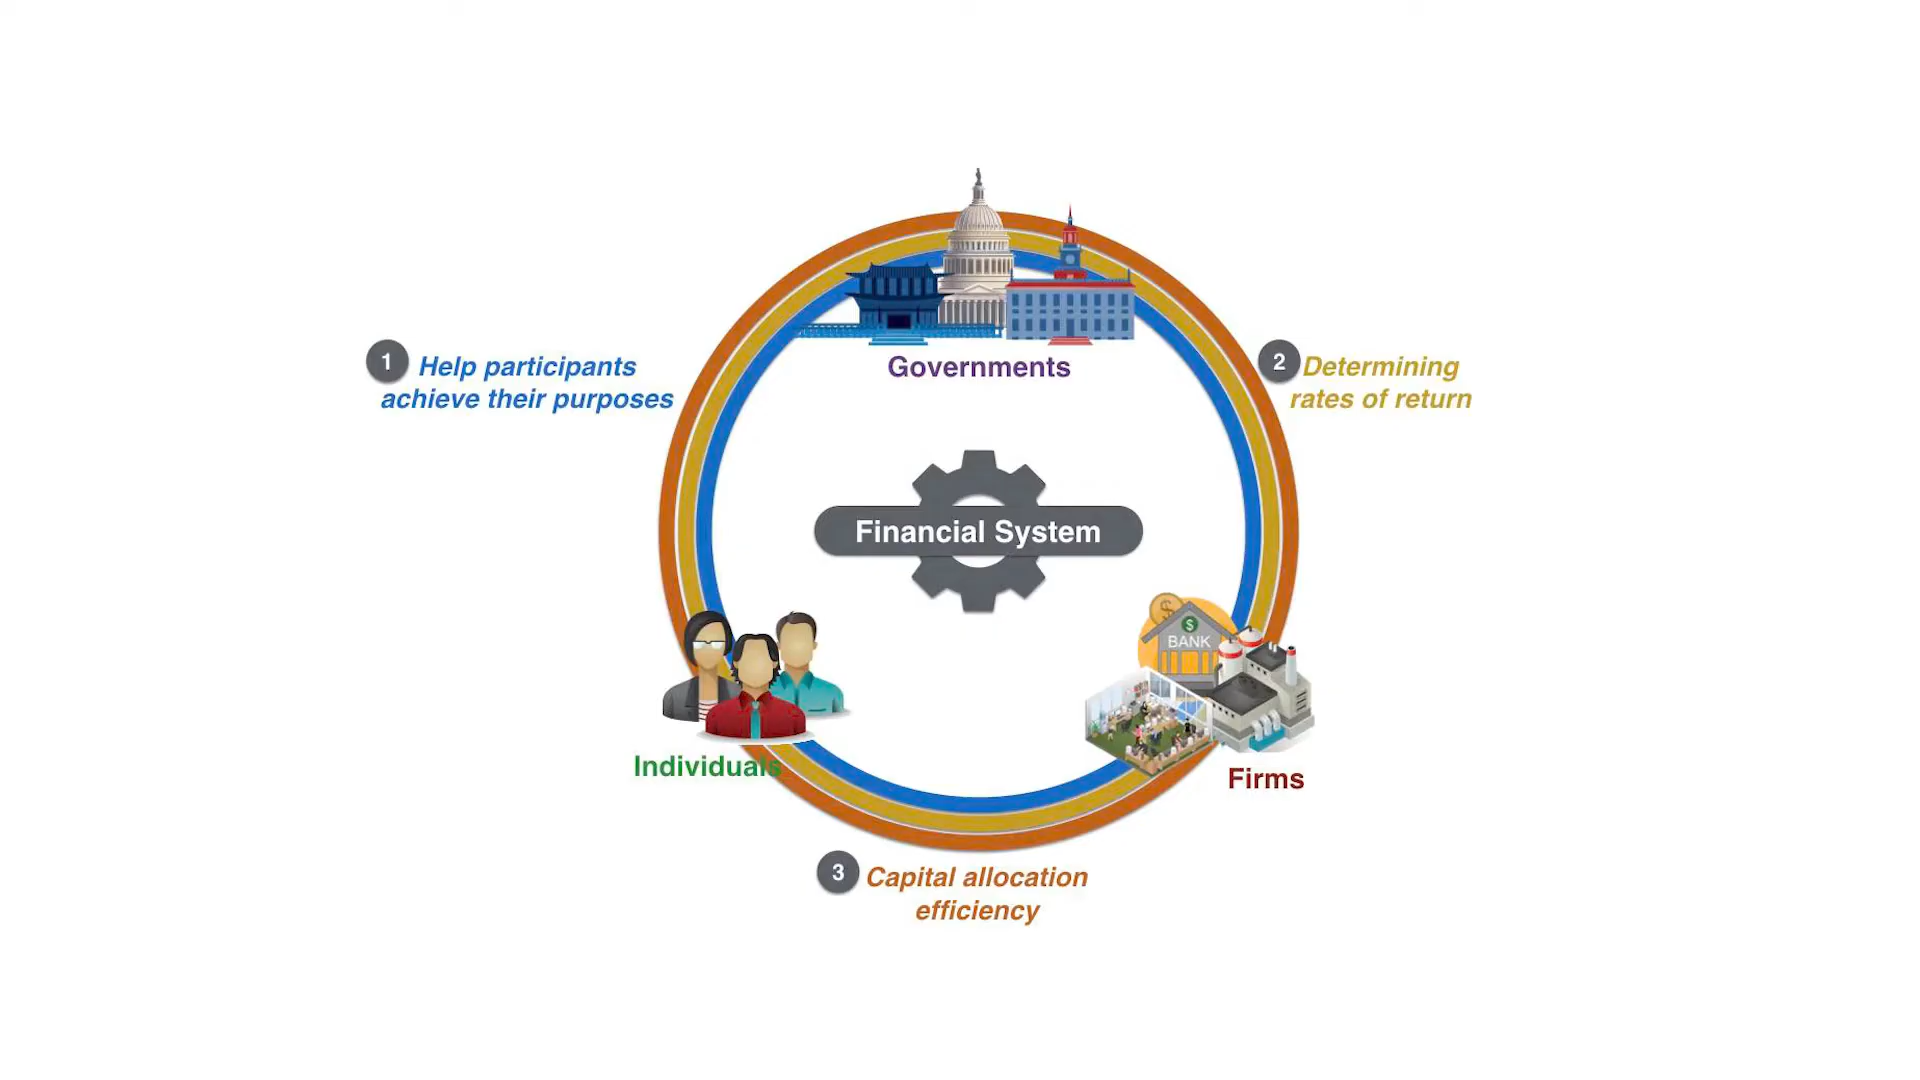 Governments
1 Help participants
achieve their purposes
2 Determining
rates of return
Financial System
$
$
BANK
Individuals
Firms
3 Capital allocation
efficiency